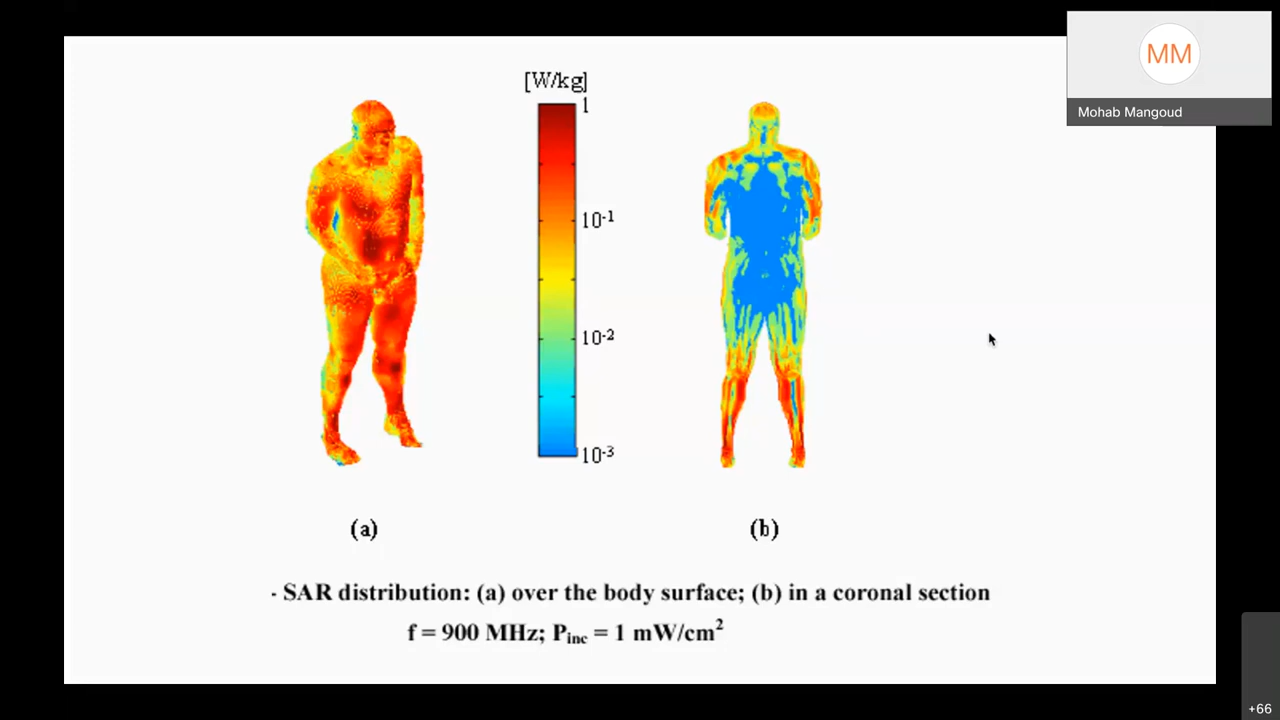 MM
Mohab Mangoud
[W/kg]
1
10⁻¹
10⁻²
10⁻³
(a)
(b)
- SAR distribution: (a) over the body surface; (b) in a coronal section
f = 900 MHz; Pinc = 1 mW/cm²
+66